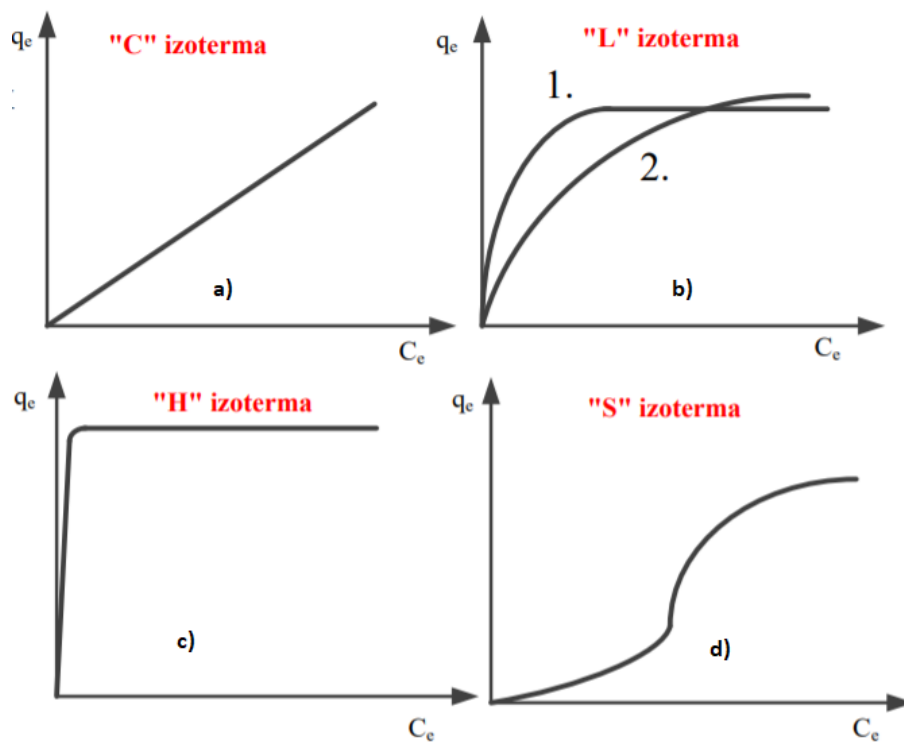 qe
"C" izoterma
a)
Ce
qe
"L" izoterma
1.
2.
b)
Ce
qe
"H" izoterma
c)
Ce
qe
"S" izoterma
d)
Ce